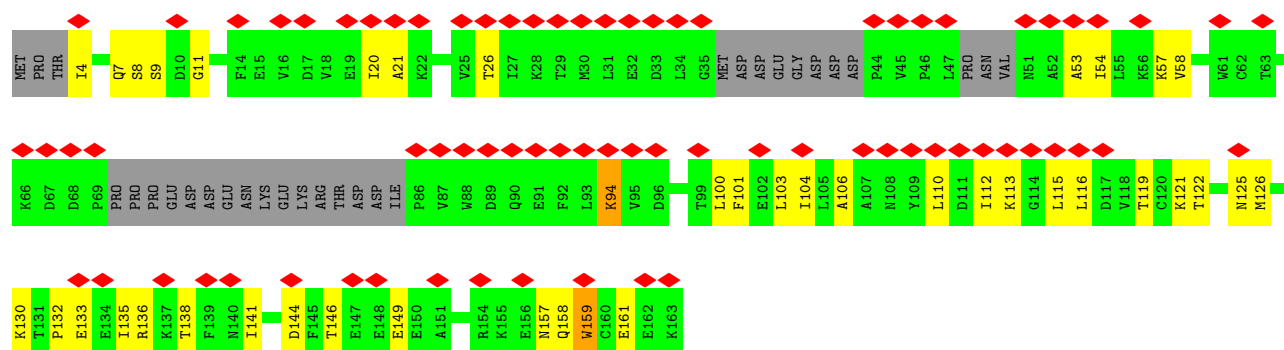 MET PRO THR I4 Q7 S8 S9 D10 G11 F14 E15 V16 D17 V18 E19 I20 A21 K22 V25 T26 I27 K28 T29 M30 L31 E32 D33 L34 G35 MET ASP ASP GLU GLY ASP ASP ASP P44 V45 P46 L47 PRO ASN VAL N51 A52 A53 I54 L55 K56 K57 V58 W61 C62 T63
K66 D67 D68 P69 PRO PRO PRO GLU ASP ASP GLU ASN LYS GLU LYS ARG THR ASP ASP ILE P86 V87 W88 D89 Q90 E91 F92 L93 K94 V95 D96 T99 L100 F101 E102 L103 I104 L105 A106 A107 N108 Y109 L110 D111 I112 K113 G114 L115 L116 D117 V118 T119 C120 K121 T122 N125 M126
K130 T131 P132 E133 E134 I135 R136 K137 T138 F139 N140 I141 D144 F145 T146 E147 E148 E149 E150 A151 R154 K155 E156 N157 Q158 W159 C160 E161 E162 K163